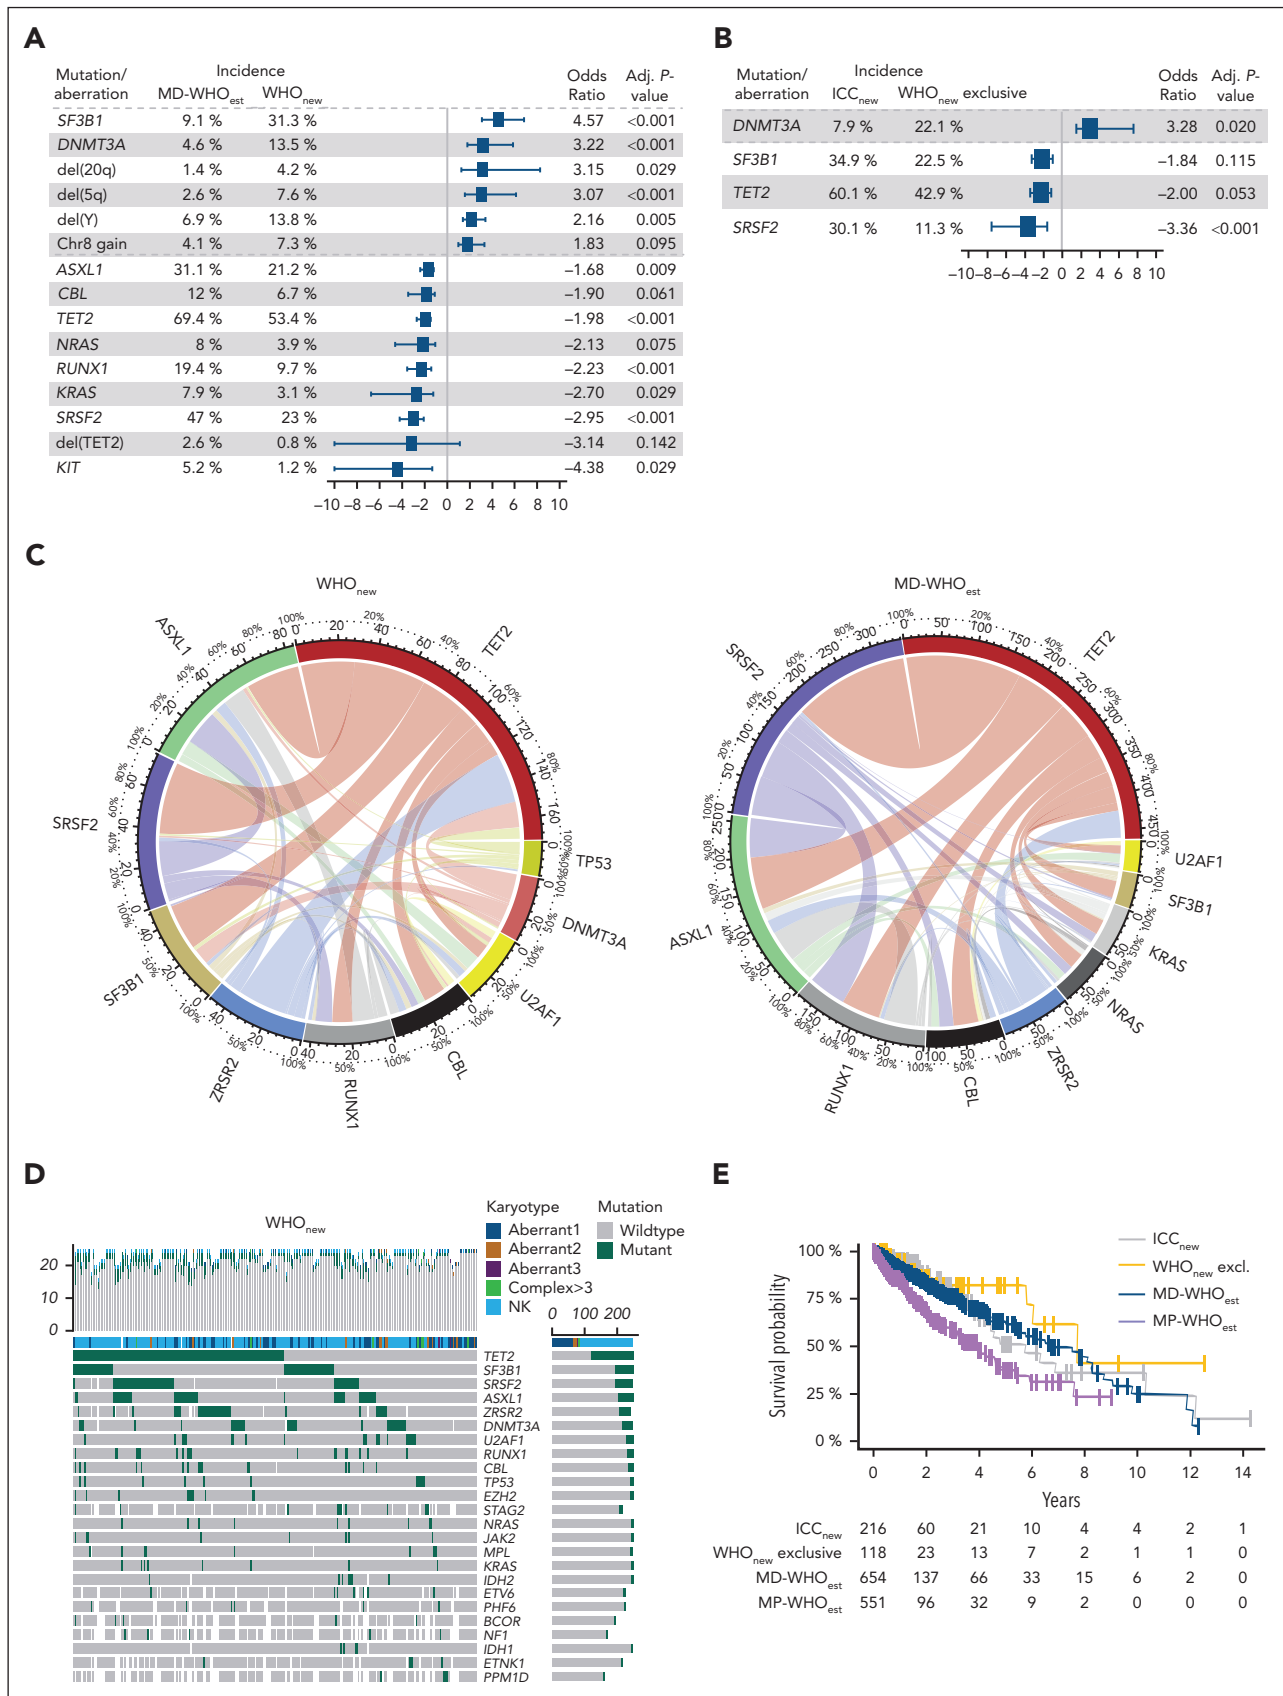 A
Mutation/ aberration Incidence MD-WHOest WHOnew Odds Ratio Adj. P-value
SF3B1 9.1 % 31.3 % 4.57 <0.001
DNMT3A 4.6 % 13.5 % 3.22 <0.001
del(20q) 1.4 % 4.2 % 3.15 0.029
del(5q) 2.6 % 7.6 % 3.07 <0.001
del(Y) 6.9 % 13.8 % 2.16 0.005
Chr8 gain 4.1 % 7.3 % 1.83 0.095
ASXL1 31.1 % 21.2 % –1.68 0.009
CBL 12 % 6.7 % –1.90 0.061
TET2 69.4 % 53.4 % –1.98 <0.001
NRAS 8 % 3.9 % –2.13 0.075
RUNX1 19.4 % 9.7 % –2.23 <0.001
KRAS 7.9 % 3.1 % –2.70 0.029
SRSF2 47 % 23 % –2.95 <0.001
del(TET2) 2.6 % 0.8 % –3.14 0.142
KIT 5.2 % 1.2 % –4.38 0.029
–10 –8 –6 –4 –2 0 2 4 6 8 10
B
Mutation/ aberration Incidence ICCnew WHOnew exclusive Odds Ratio Adj. P-value
DNMT3A 7.9 % 22.1 % 3.28 0.020
SF3B1 34.9 % 22.5 % –1.84 0.115
TET2 60.1 % 42.9 % –2.00 0.053
SRSF2 30.1 % 11.3 % –3.36 <0.001
–10 –8 –6 –4 –2 0 2 4 6 8 10
C
WHOnew
TET2
TP53
DNMT3A
U2AF1
CBL
RUNX1
ZRSR2
SF3B1
SRSF2
ASXL1
MD-WHOest
TET2
U2AF1
SF3B1
KRAS
NRAS
ZRSR2
CBL
RUNX1
ASXL1
SRSF2
D
WHOnew
20
10
0
Karyotype
Aberrant1
Aberrant2
Aberrant3
Complex>3
NK
Mutation
Wildtype
Mutant
0 100 200
TET2
SF3B1
SRSF2
ASXL1
ZRSR2
DNMT3A
U2AF1
RUNX1
CBL
TP53
EZH2
STAG2
NRAS
JAK2
MPL
KRAS
IDH2
ETV6
PHF6
BCOR
NF1
IDH1
ETNK1
PPM1D
E
Survival probability
100 %
75 %
50 %
25 %
0 %
ICCnew
WHOnew excl.
MD-WHOest
MP-WHOest
0 2 4 6 8 10 12 14
Years
ICCnew 216 60 21 10 4 4 2 1
WHOnew exclusive 118 23 13 7 2 1 1 0
MD-WHOest 654 137 66 33 15 6 2 0
MP-WHOest 551 96 32 9 2 0 0 0